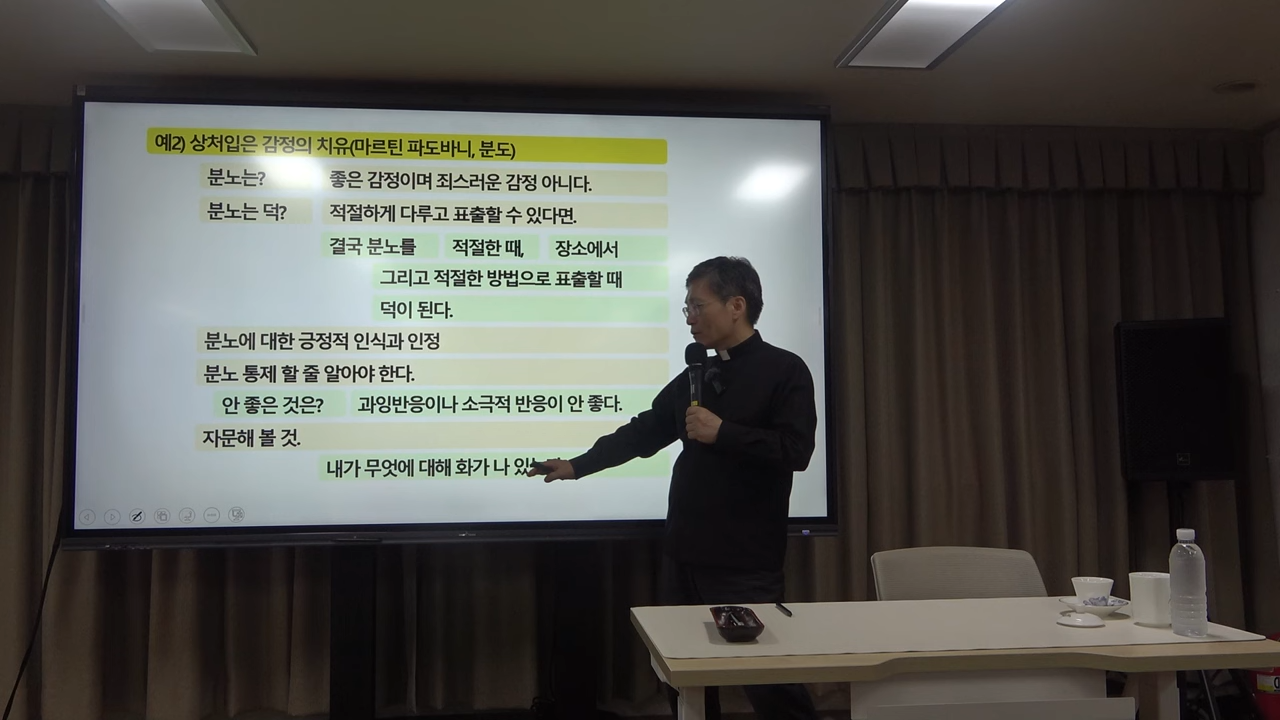 예2) 상처입은 감정의 치유(마르틴 파도바니, 분도)
분노는? 좋은 감정이며 죄스러운 감정 아니다.
분노는 덕? 적절하게 다루고 표출할 수 있다면.
결국 분노를 적절한 때, 장소에서
그리고 적절한 방법으로 표출할 때
덕이 된다.
분노에 대한 긍정적 인식과 인정
분노 통제 할 줄 알아야 한다.
안 좋은 것은? 과잉반응이나 소극적 반응이 안 좋다.
자문해 볼 것.
내가 무엇에 대해 화가 나